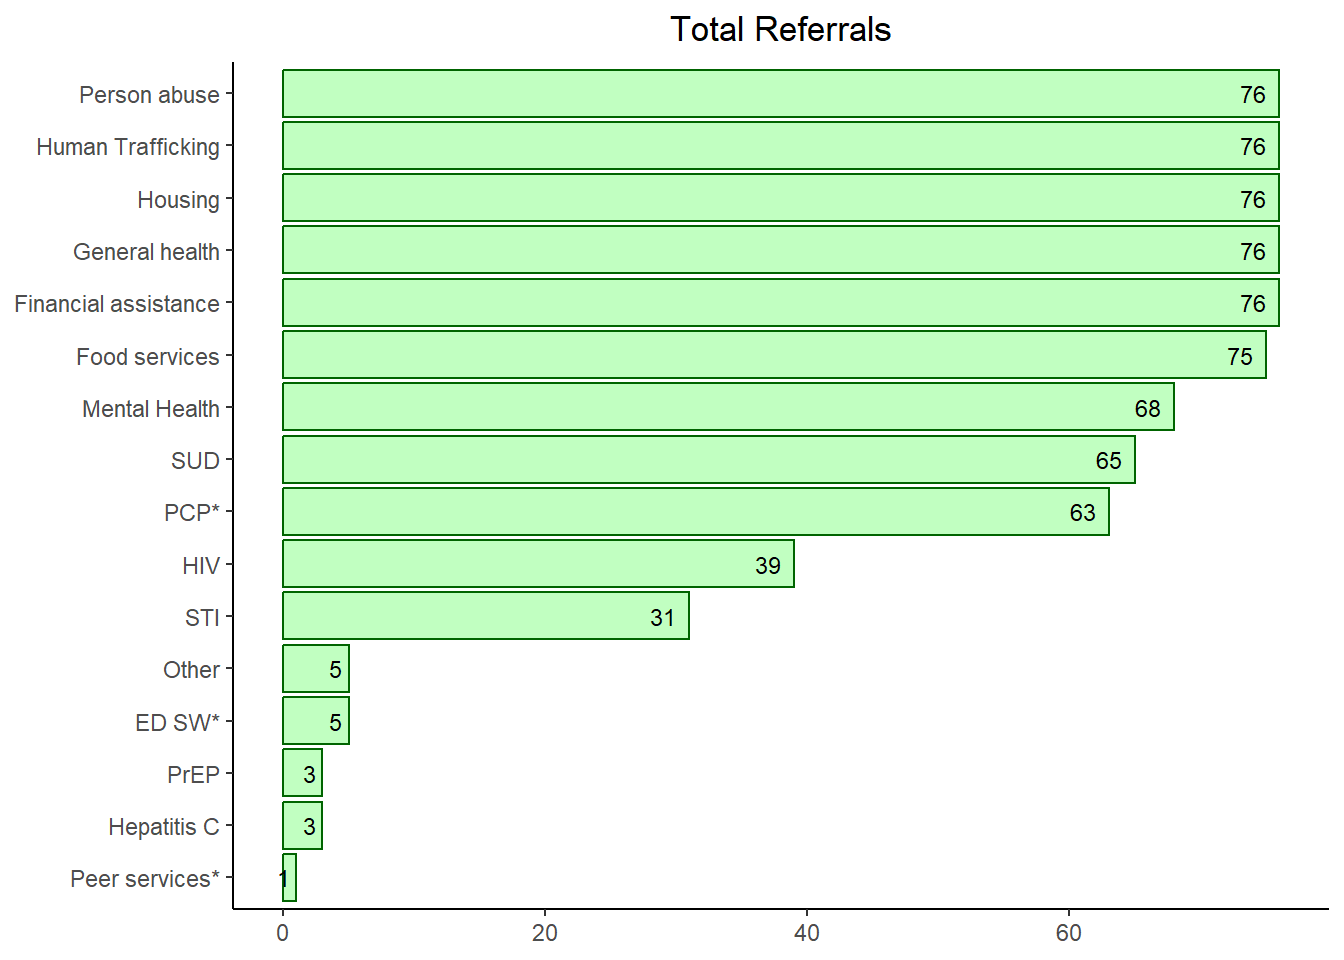 Total Referrals
Person abuse 76
Human Trafficking 76
Housing 76
General health 76
Financial assistance 76
Food services 75
Mental Health 68
SUD 65
PCP* 63
HIV 39
STI 31
Other 5
ED SW* 5
PrEP 3
Hepatitis C 3
Peer services* 1
0 20 40 60